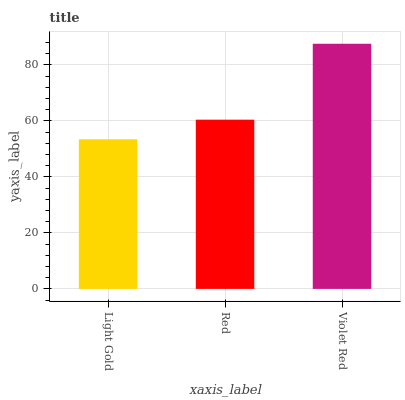 title
yaxis_label
80
60
40
20
0
Light Gold
Red
Violet Red
xaxis_label